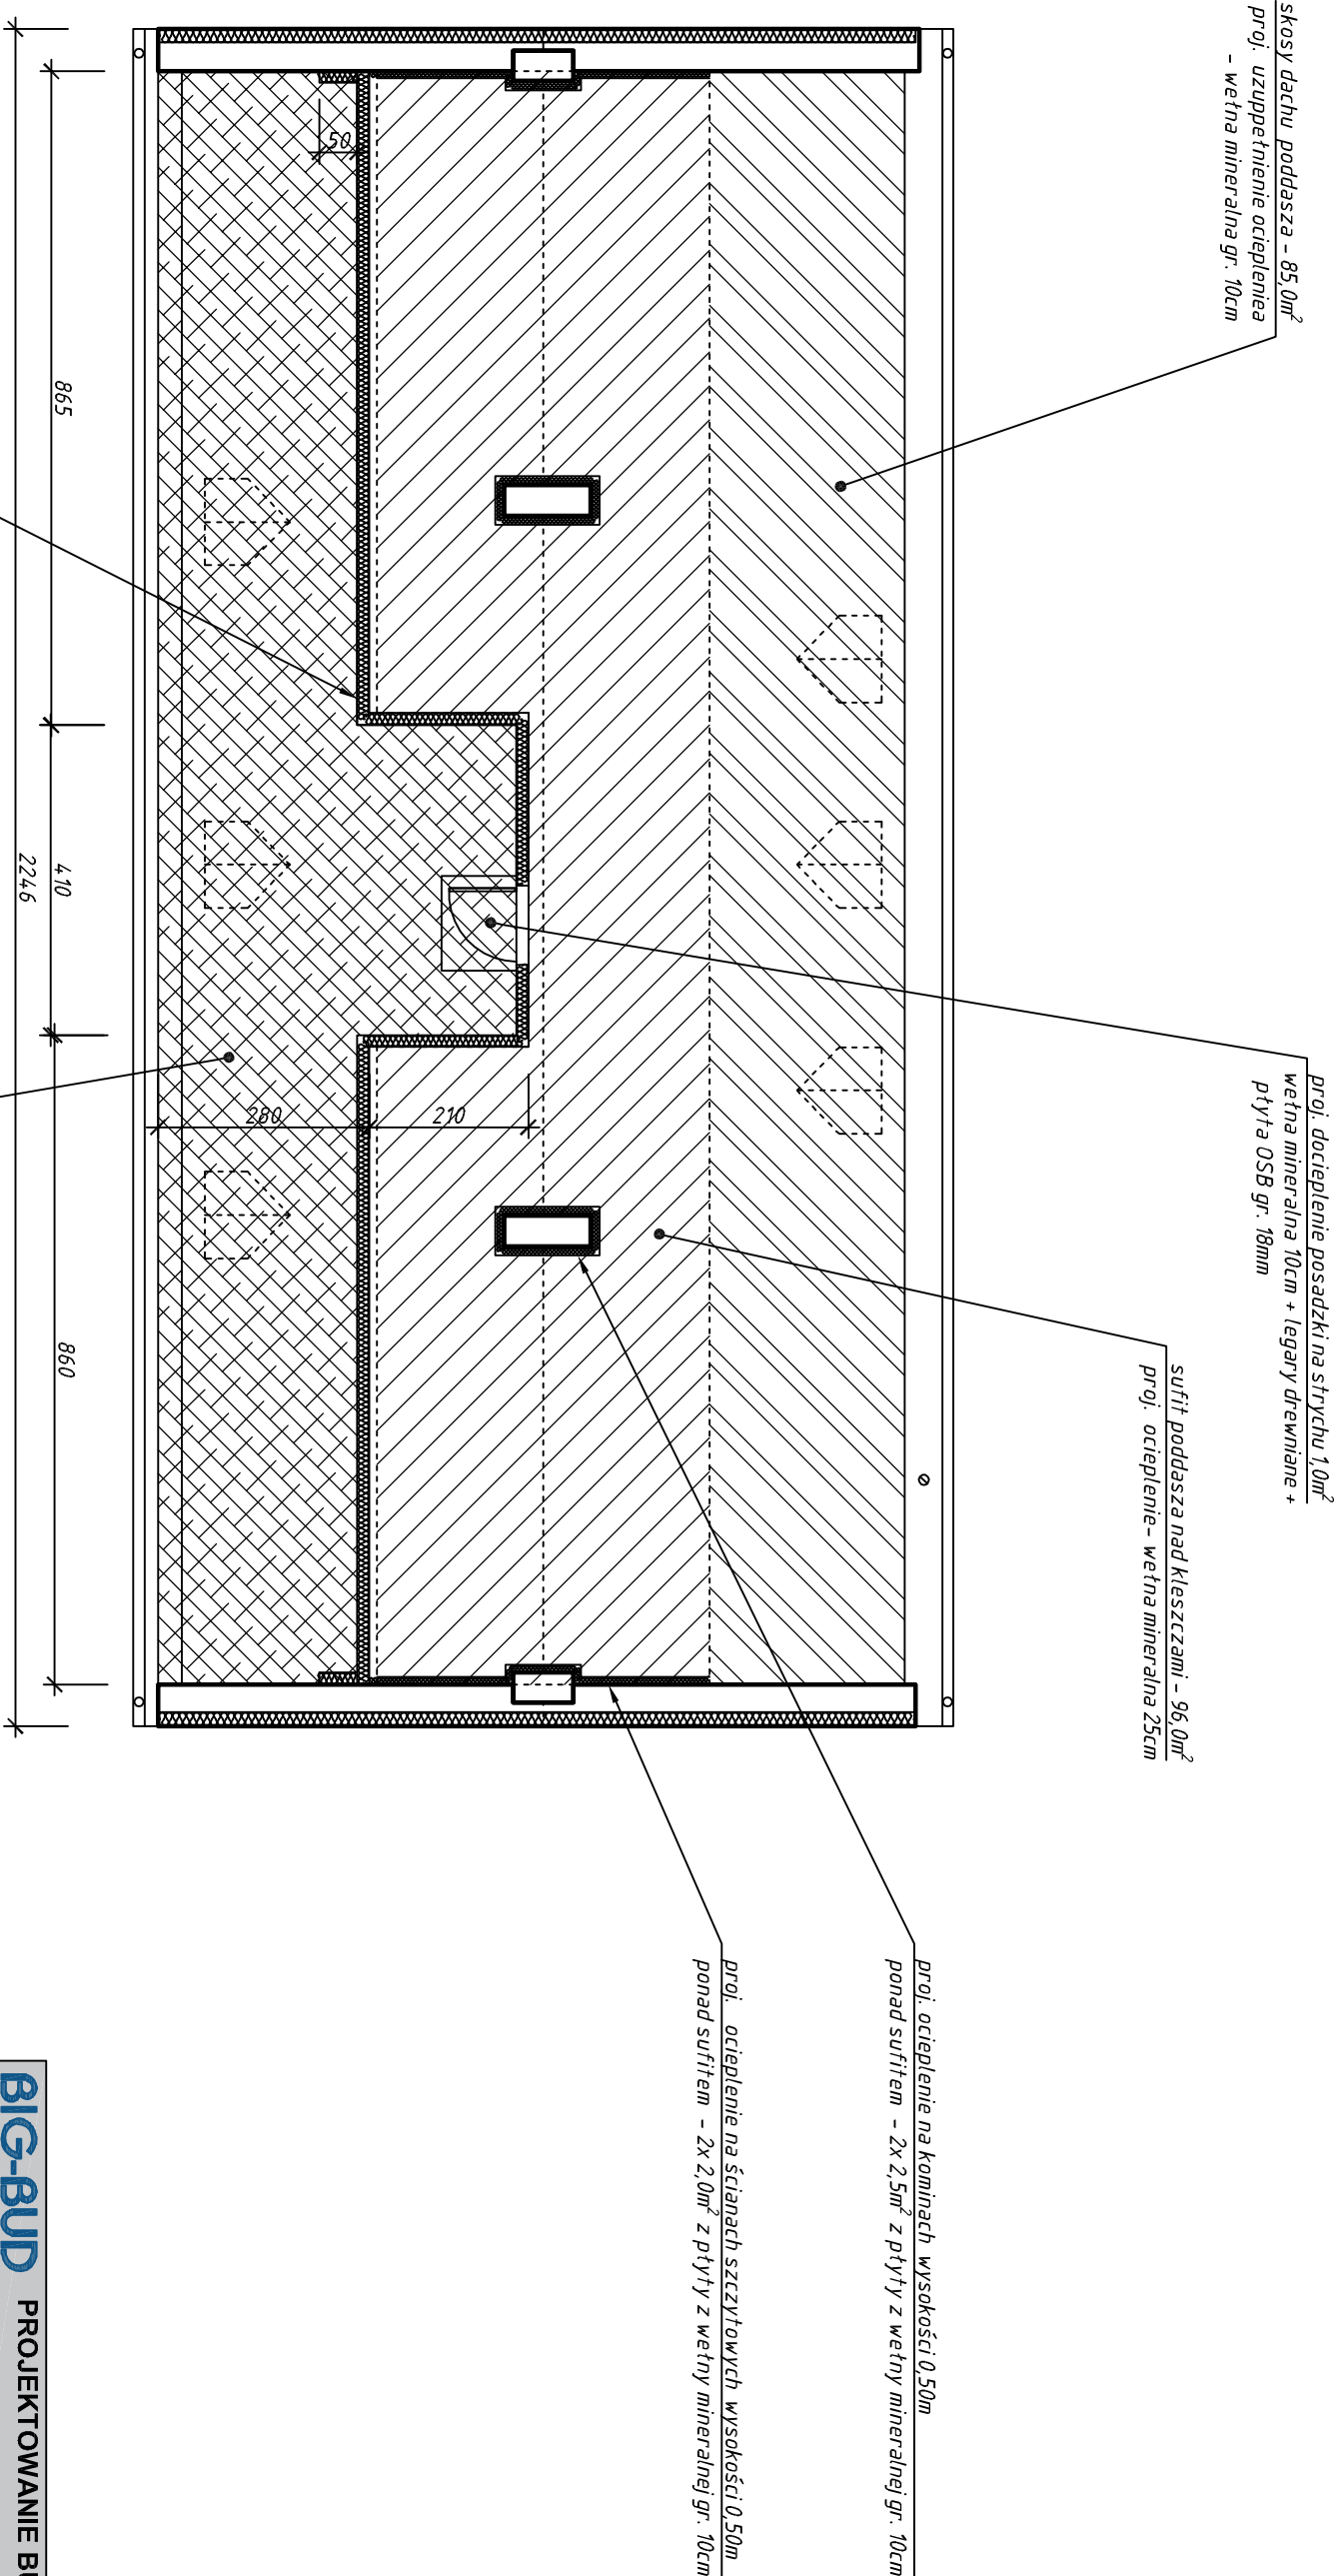 skosy dachu poddasza - 85,0m²
proj. uzuppełnienie ociepleniea
- wełna mineralna gr. 10cm
proj. docieplenie posadzki na strychu 1,0m²
wełna mineralna 10cm + legary drewniane +
płyta OSB gr. 18mm
sufit poddasza nad kleszczami - 96,0m²
proj. ocieplenie- wełna mineralna 25cm
proj. ocieplenie na kominach wysokości 0,50m
ponad sufitem - 2x 2,5m² z płyty z wełny mineralnej gr. 10cm
proj. ocieplenie na ścianach szczytowych wysokości 0,50m
ponad sufitem - 2x 2,0m² z płyty z wełny mineralnej gr. 10cm
50
280
210
865
410
860
2246
BIG-BUD PROJEKTOWANIE